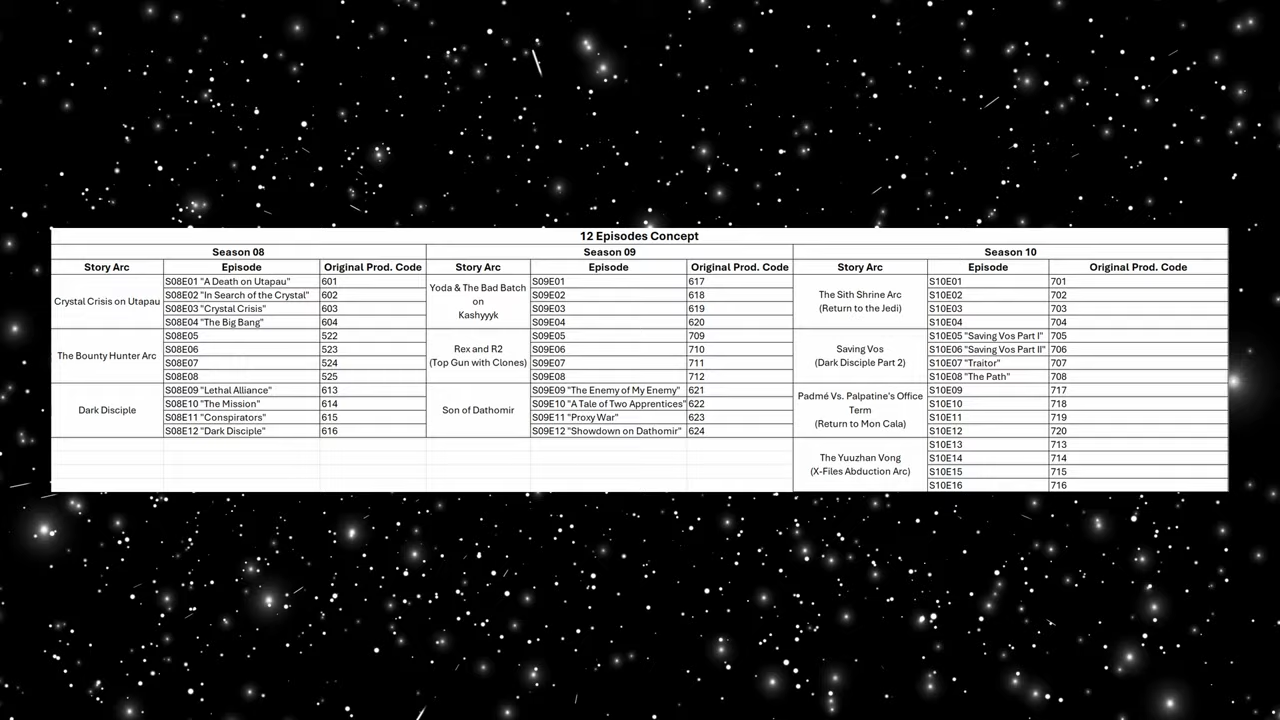 12 Episodes Concept
Season 08 Season 09 Season 10
Story Arc Episode Original Prod. Code Story Arc Episode Original Prod. Code Story Arc Episode Original Prod. Code
Crystal Crisis on Utapau
S08E01 "A Death on Utapau" 601
S08E02 "In Search of the Crystal" 602
S08E03 "Crystal Crisis" 603
S08E04 "The Big Bang" 604
The Bounty Hunter Arc
S08E05 522
S08E06 523
S08E07 524
S08E08 525
Dark Disciple
S08E09 "Lethal Alliance" 613
S08E10 "The Mission" 614
S08E11 "Conspirators" 615
S08E12 "Dark Disciple" 616
Yoda & The Bad Batch
on
Kashyyyk
S09E01 617
S09E02 618
S09E03 619
S09E04 620
Rex and R2
(Top Gun with Clones)
S09E05 709
S09E06 710
S09E07 711
S09E08 712
Son of Dathomir
S09E09 "The Enemy of My Enemy" 621
S09E10 "A Tale of Two Apprentices" 622
S09E11 "Proxy War" 623
S09E12 "Showdown on Dathomir" 624
The Sith Shrine Arc
(Return to the Jedi)
S10E01 701
S10E02 702
S10E03 703
S10E04 704
Saving Vos
(Dark Disciple Part 2)
S10E05 "Saving Vos Part I" 705
S10E06 "Saving Vos Part II" 706
S10E07 "Traitor" 707
S10E08 "The Path" 708
Padmé Vs. Palpatine's Office
Term
(Return to Mon Cala)
S10E09 717
S10E10 718
S10E11 719
S10E12 720
The Yuuzhan Vong
(X-Files Abduction Arc)
S10E13 713
S10E14 714
S10E15 715
S10E16 716